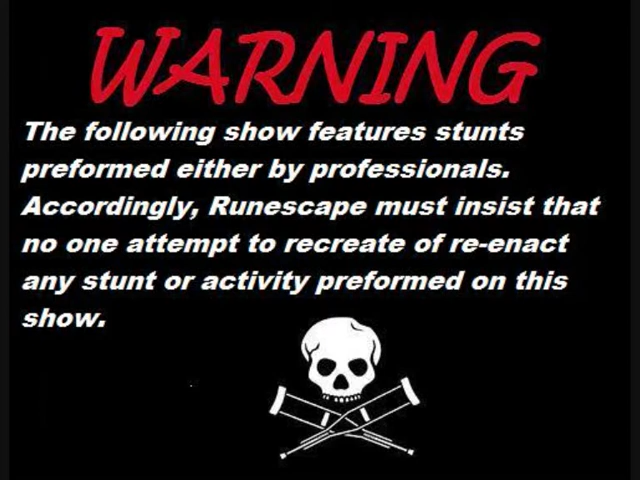 WARNING
The following show features stunts
preformed either by professionals.
Accordingly, Runescape must insist that
no one attempt to recreate of re-enact
any stunt or activity preformed on this
show.